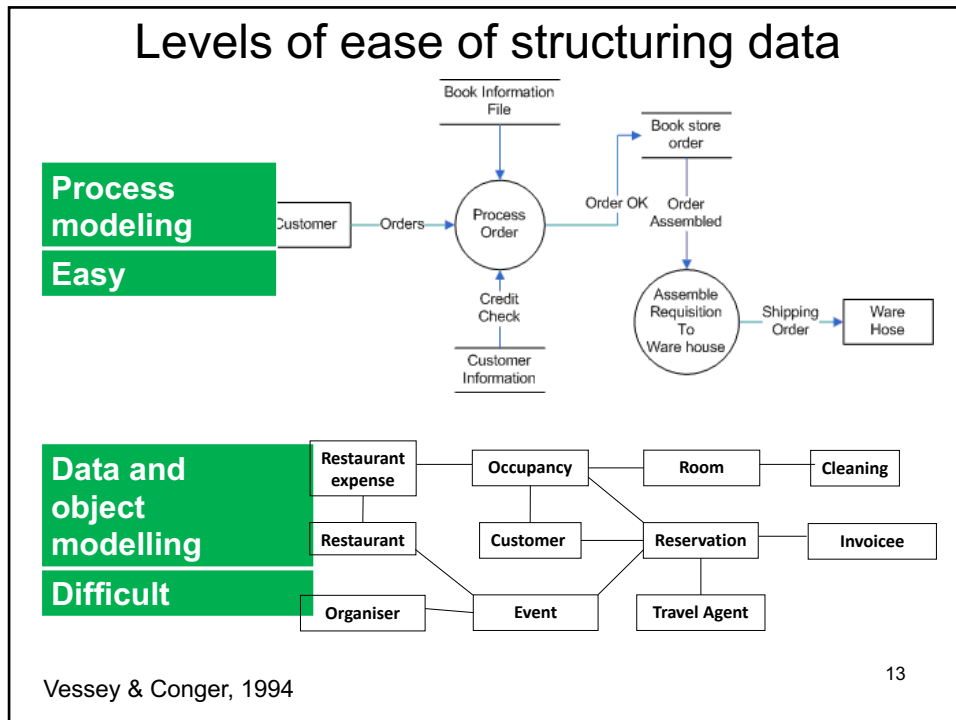 Levels of ease of structuring data
Book Information
File
Book store
order
Process
modeling
Easy
Customer
Orders
Process
Order
Order OK
Order
Assembled
Credit
Check
Customer
Information
Assemble
Requisition
To
Ware house
Shipping
Order
Ware
Hose
Data and
object
modelling
Difficult
Restaurant
expense
Occupancy
Room
Cleaning
Restaurant
Customer
Reservation
Invoicee
Organiser
Event
Travel Agent
Vessey & Conger, 1994
13